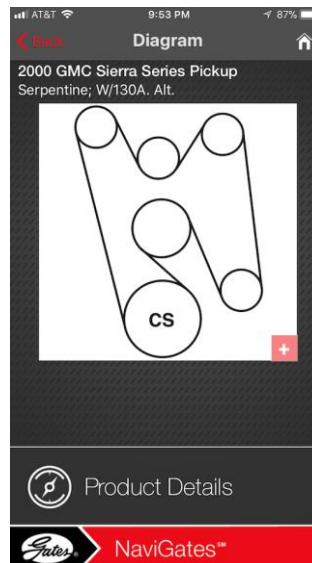 AT&T 9:53 PM 87%
Back Diagram
2000 GMC Sierra Series Pickup
Serpentine; W/130A. Alt.
CS
+
Product Details
Gates. NaviGates℠